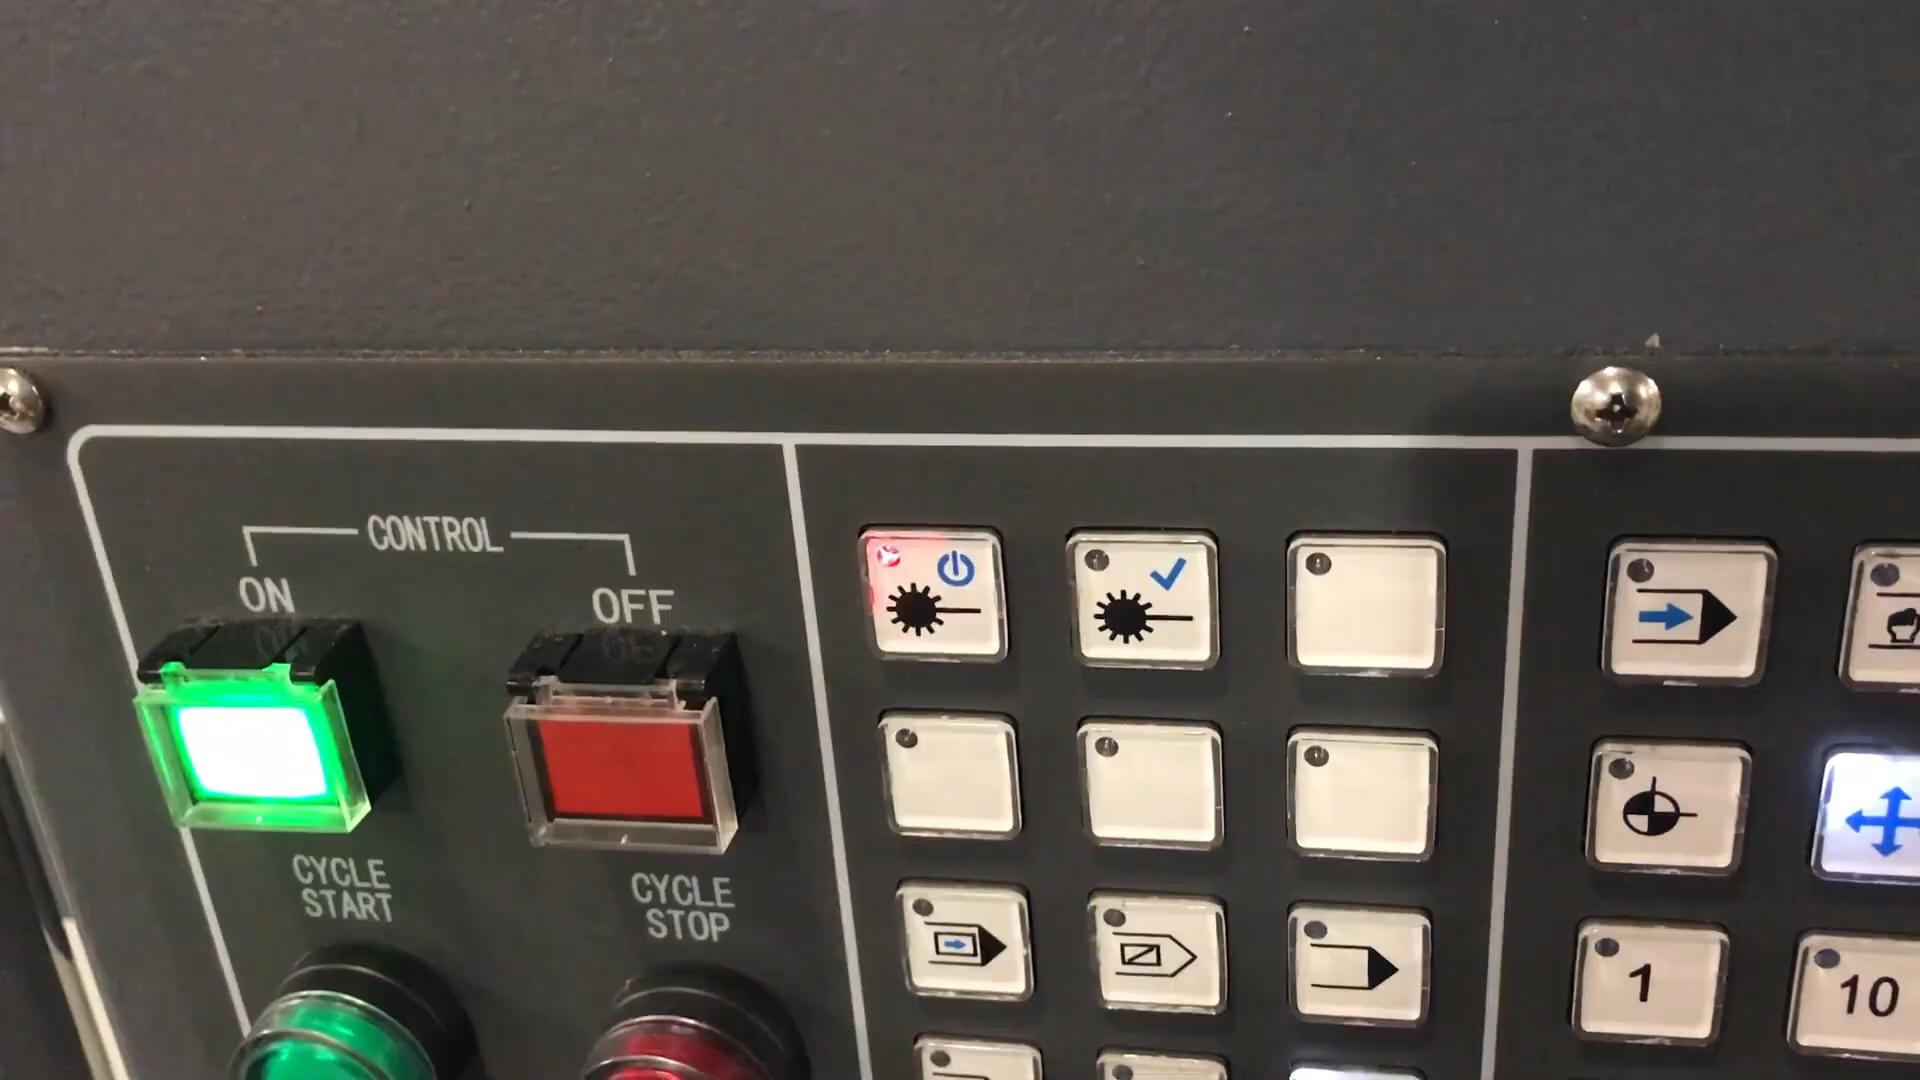 CONTROL
ON
OFF
CYCLE
START
CYCLE
STOP
1
10